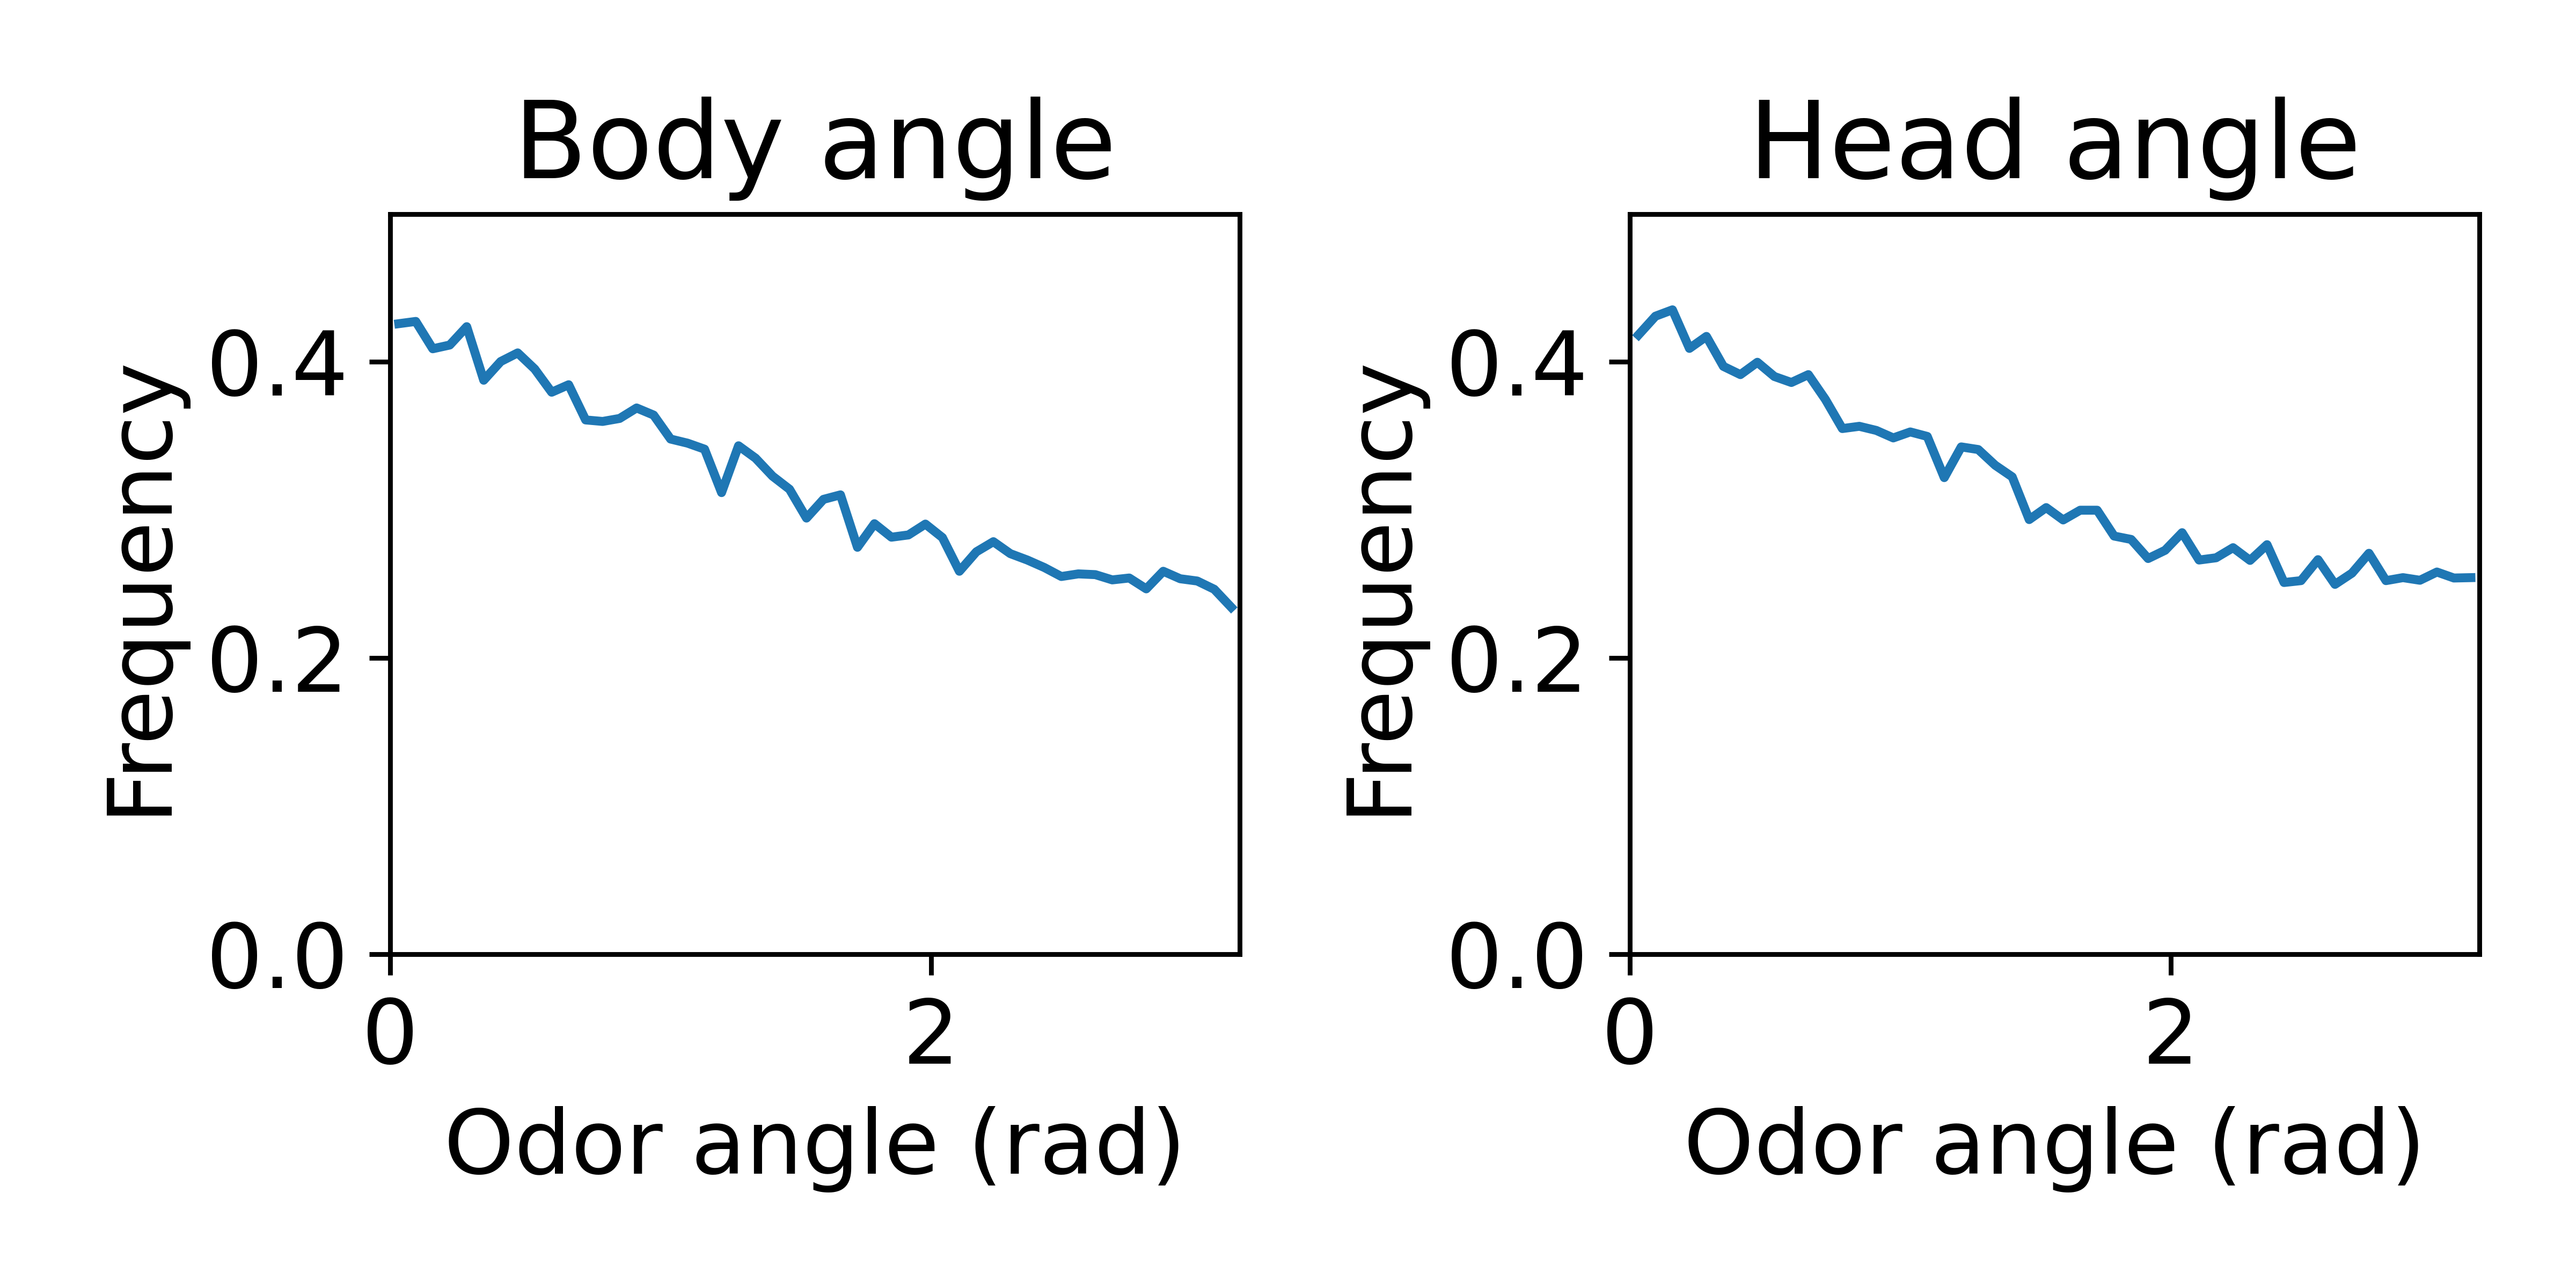 Body angle
Frequency
0.4
0.2
0.0
0
2
Odor angle (rad)
Head angle
Frequency
0.4
0.2
0.0
0
2
Odor angle (rad)